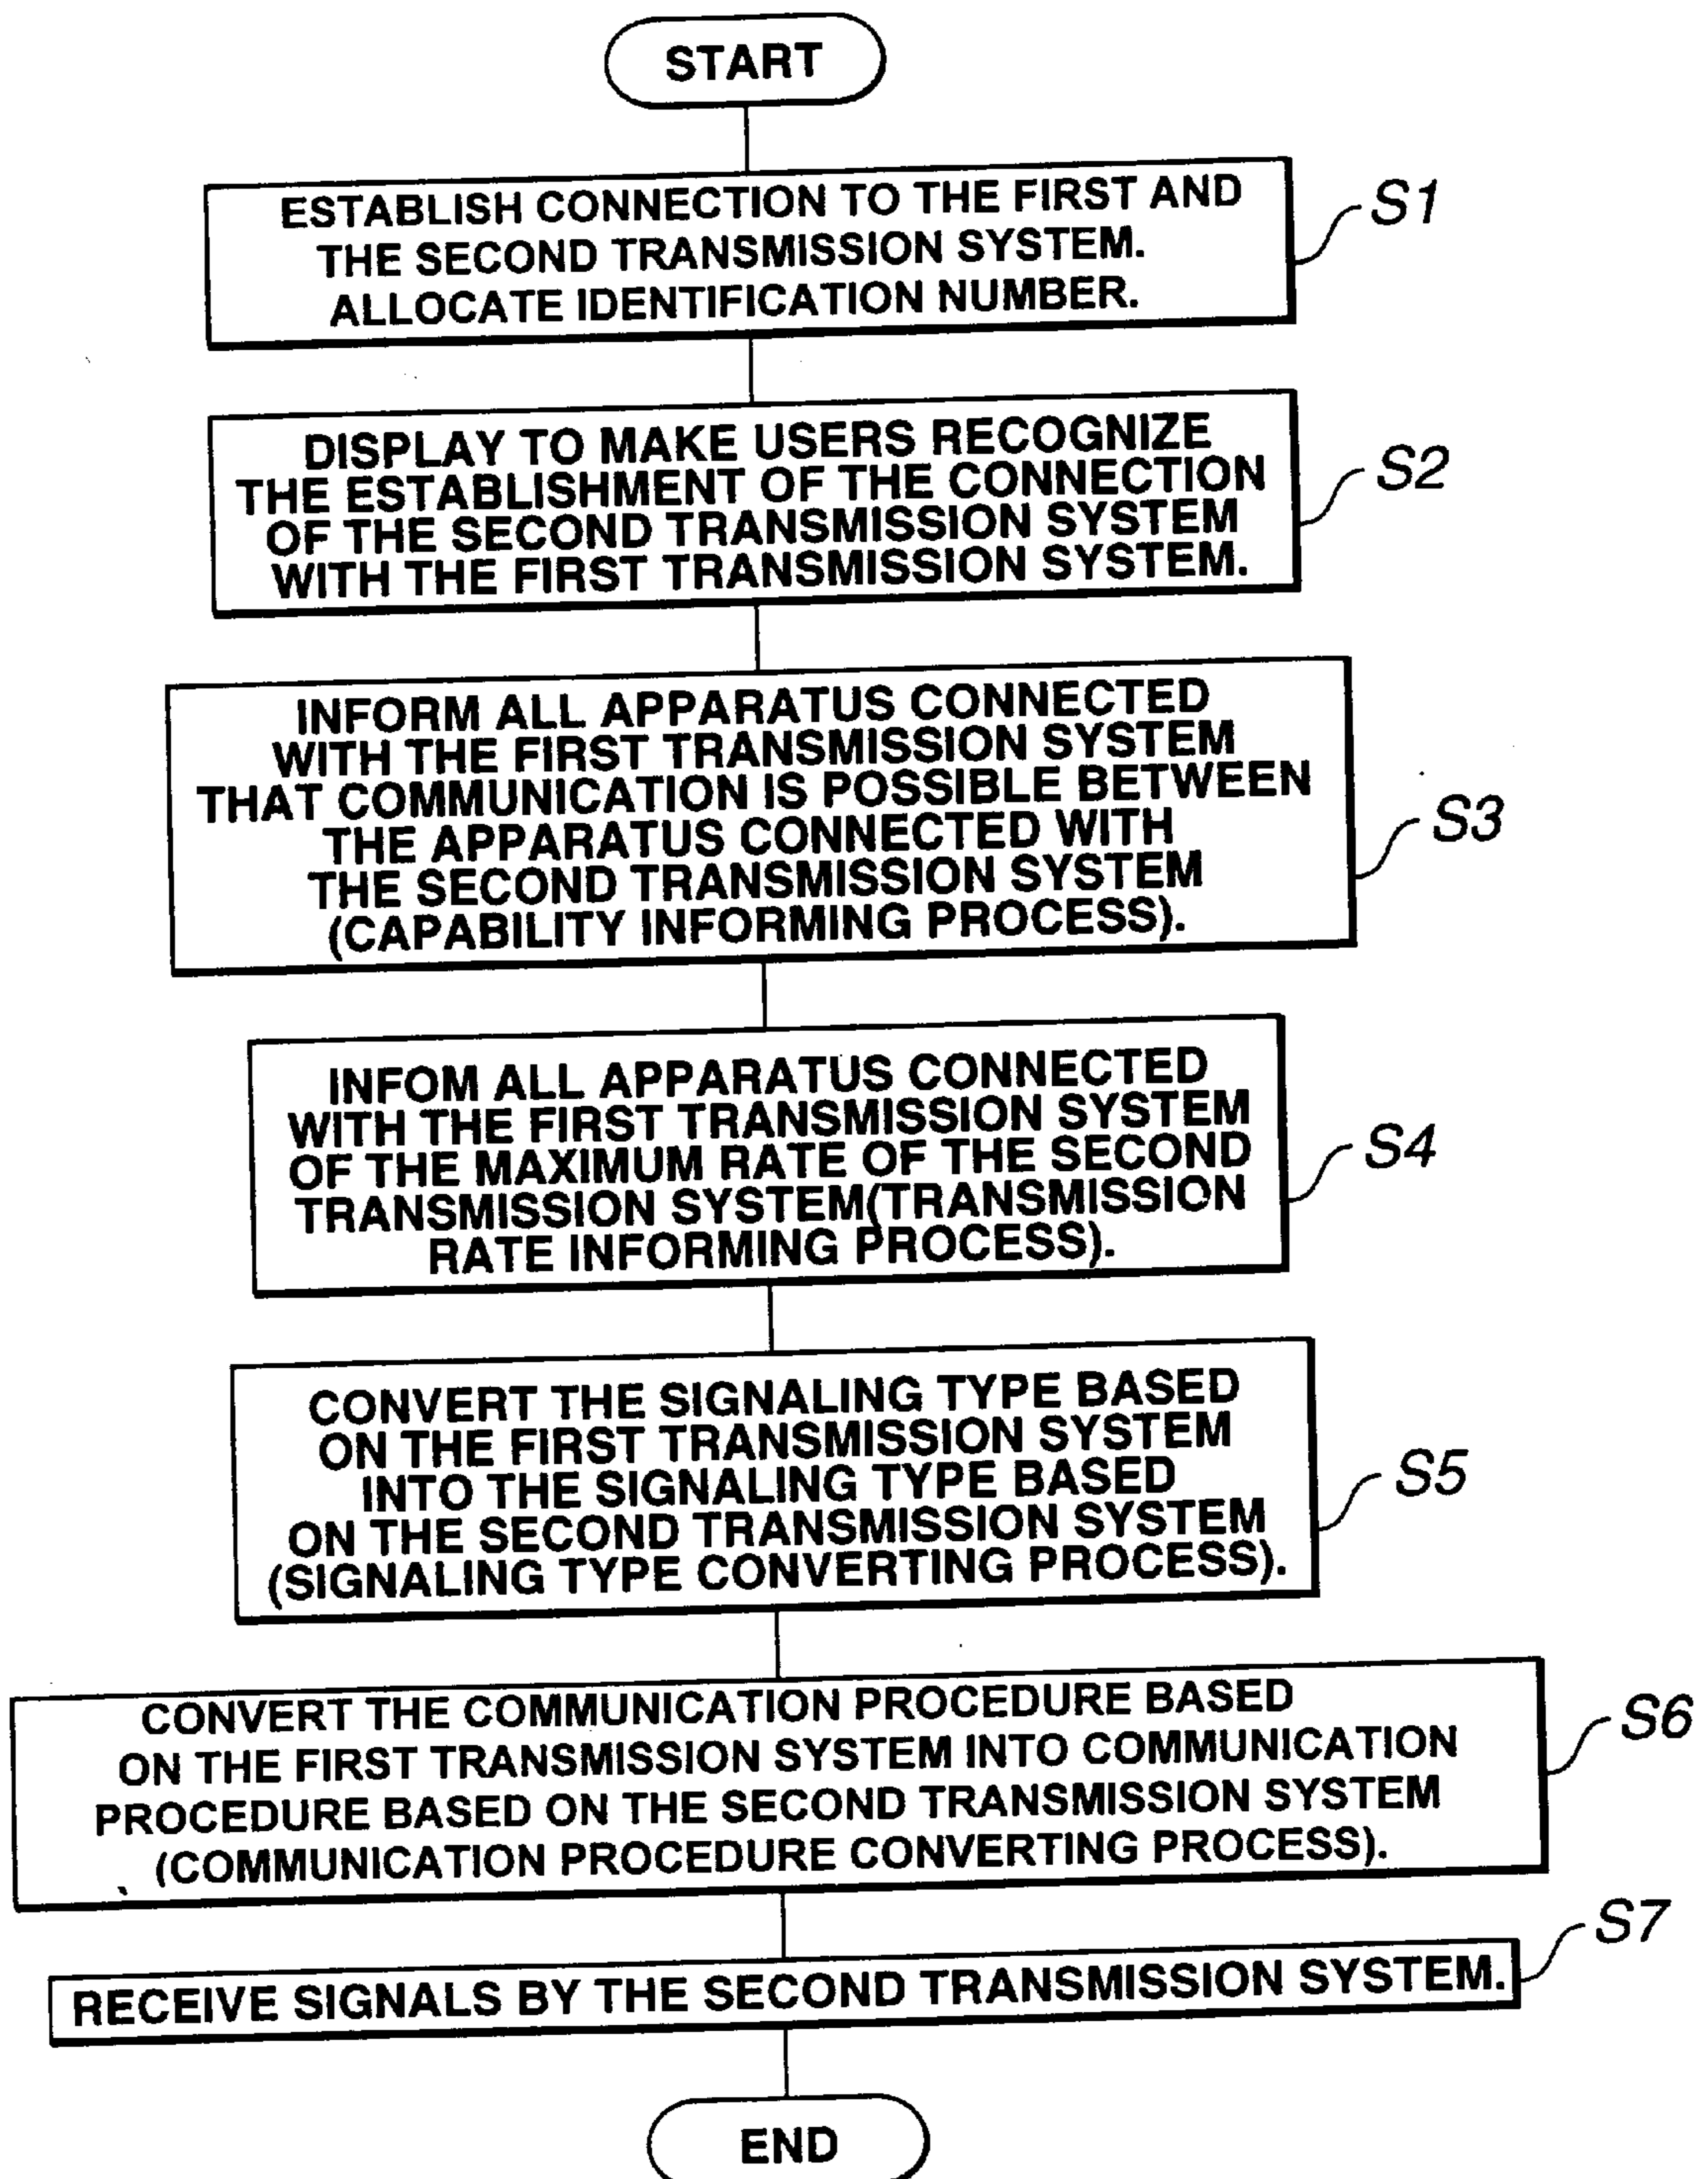 START
ESTABLISH CONNECTION TO THE FIRST AND
THE SECOND TRANSMISSION SYSTEM.
ALLOCATE IDENTIFICATION NUMBER.
S1
DISPLAY TO MAKE USERS RECOGNIZE
THE ESTABLISHMENT OF THE CONNECTION
OF THE SECOND TRANSMISSION SYSTEM
WITH THE FIRST TRANSMISSION SYSTEM.
S2
INFORM ALL APPARATUS CONNECTED
WITH THE FIRST TRANSMISSION SYSTEM
THAT COMMUNICATION IS POSSIBLE BETWEEN
THE APPARATUS CONNECTED WITH
THE SECOND TRANSMISSION SYSTEM
(CAPABILITY INFORMING PROCESS).
S3
INFOM ALL APPARATUS CONNECTED
WITH THE FIRST TRANSMISSION SYSTEM
OF THE MAXIMUM RATE OF THE SECOND
TRANSMISSION SYSTEM(TRANSMISSION
RATE INFORMING PROCESS).
S4
CONVERT THE SIGNALING TYPE BASED
ON THE FIRST TRANSMISSION SYSTEM
INTO THE SIGNALING TYPE BASED
ON THE SECOND TRANSMISSION SYSTEM
(SIGNALING TYPE CONVERTING PROCESS).
S5
CONVERT THE COMMUNICATION PROCEDURE BASED
ON THE FIRST TRANSMISSION SYSTEM INTO COMMUNICATION
PROCEDURE BASED ON THE SECOND TRANSMISSION SYSTEM
(COMMUNICATION PROCEDURE CONVERTING PROCESS).
S6
RECEIVE SIGNALS BY THE SECOND TRANSMISSION SYSTEM.
S7
END